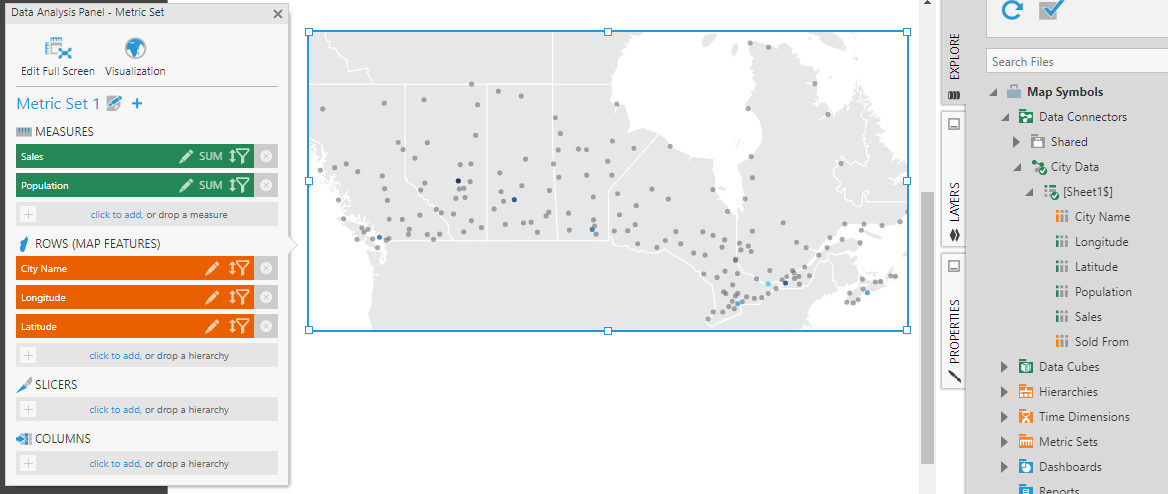 Data Analysis Panel - Metric Set
Edit Full Screen
Visualization
Metric Set 1
MEASURES
Sales SUM
Population SUM
click to add, or drop a measure
ROWS (MAP FEATURES)
City Name
Longitude
Latitude
click to add, or drop a hierarchy
SLICERS
click to add, or drop a hierarchy
COLUMNS
click to add, or drop a hierarchy
EXPLORE
LAYERS
PROPERTIES
Search Files
Map Symbols
Data Connectors
Shared
City Data
[Sheet1$]
City Name
Longitude
Latitude
Population
Sales
Sold From
Data Cubes
Hierarchies
Time Dimensions
Metric Sets
Dashboards
Reports